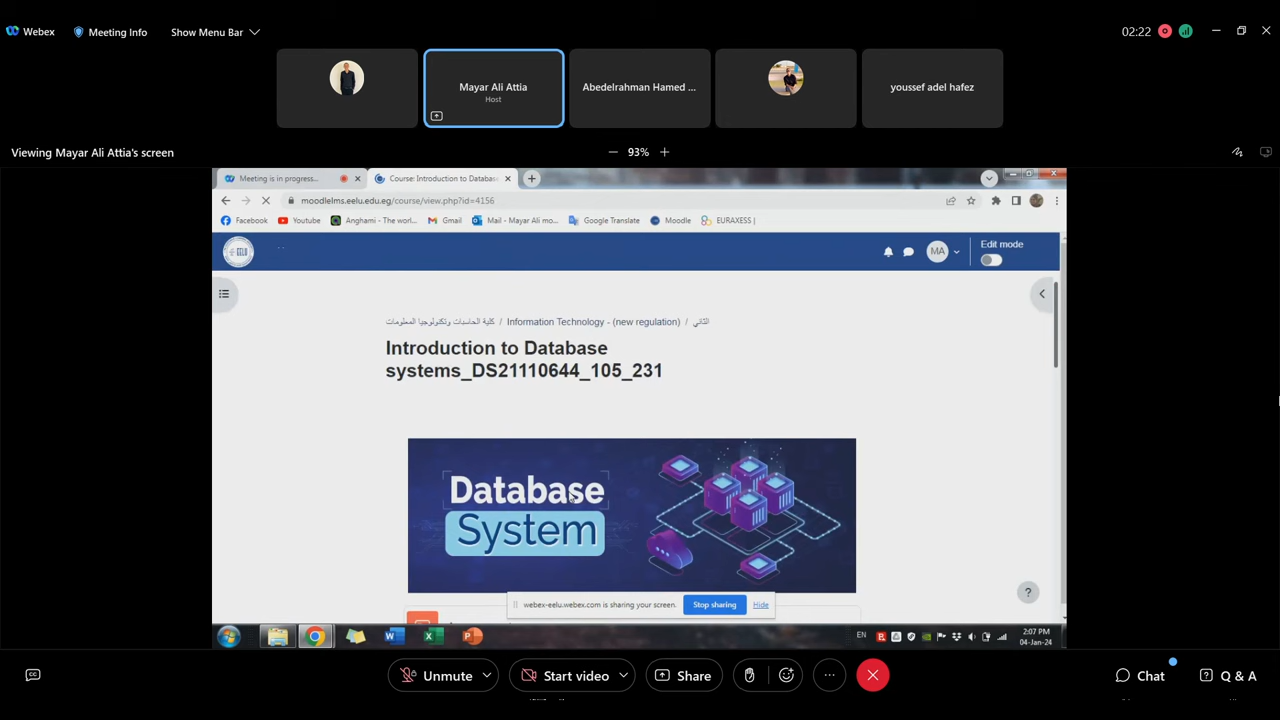 Webex
Meeting Info
Show Menu Bar
02:22
Mayar Ali Attia
Host
Abedelrahman Hamed ...
youssef adel hafez
Viewing Mayar Ali Attia's screen
93%
Meeting is in progress...
Course: Introduction to Databas
moodlelms.eelu.edu.eg/course/view.php?id=4156
Facebook
YouTube
Anghami - The worl...
Gmail
Mail - Mayar Ali mo...
Google Translate
Moodle
EURAXESS |
EELU
MA
Edit mode
كلية الحاسبات وتكنولوجيا المعلومات / Information Technology - (new regulation) / الثاني
Introduction to Database
systems_DS21110644_105_231
Database
System
webex-eelu.webex.com is sharing your screen.
Stop sharing
Hide
?
EN
2:07 PM
04-Jan-24
CC
Unmute
Start video
Share
Chat
Q & A